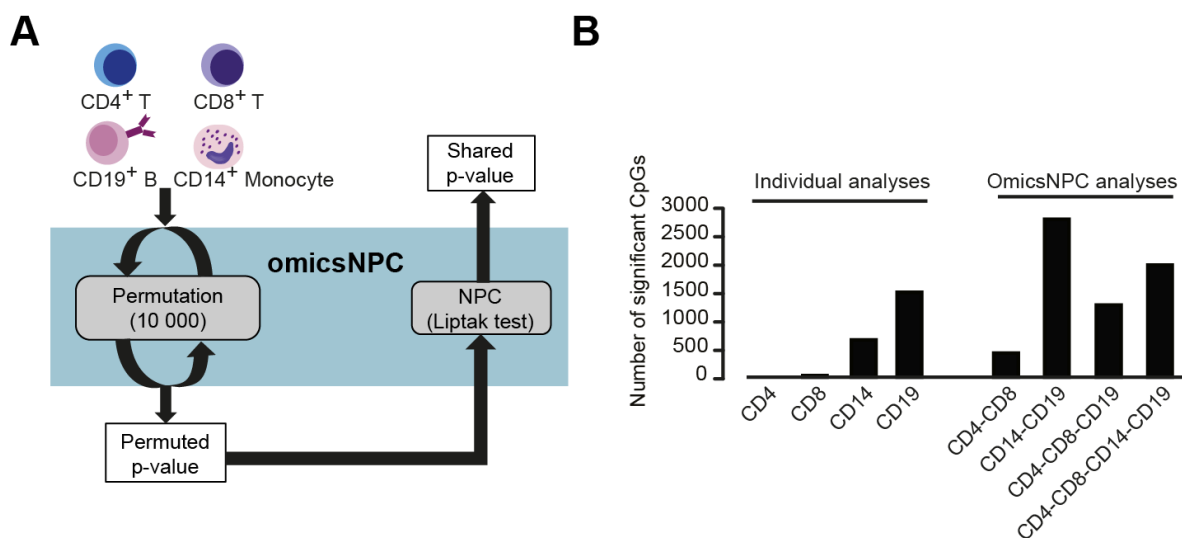 A
CD4+ T
CD8+ T
CD19+ B
CD14+ Monocyte
omicsNPC
Permutation
(10 000)
Permuted
p-value
NPC
(Liptak test)
Shared
p-value
B
Individual analyses
OmicsNPC analyses
Number of significant CpGs
3000
2500
1500
1000
500
0
CD4
CD8
CD14
CD19
CD4-CD8
CD14-CD19
CD4-CD8-CD19
CD4-CD8-CD14-CD19